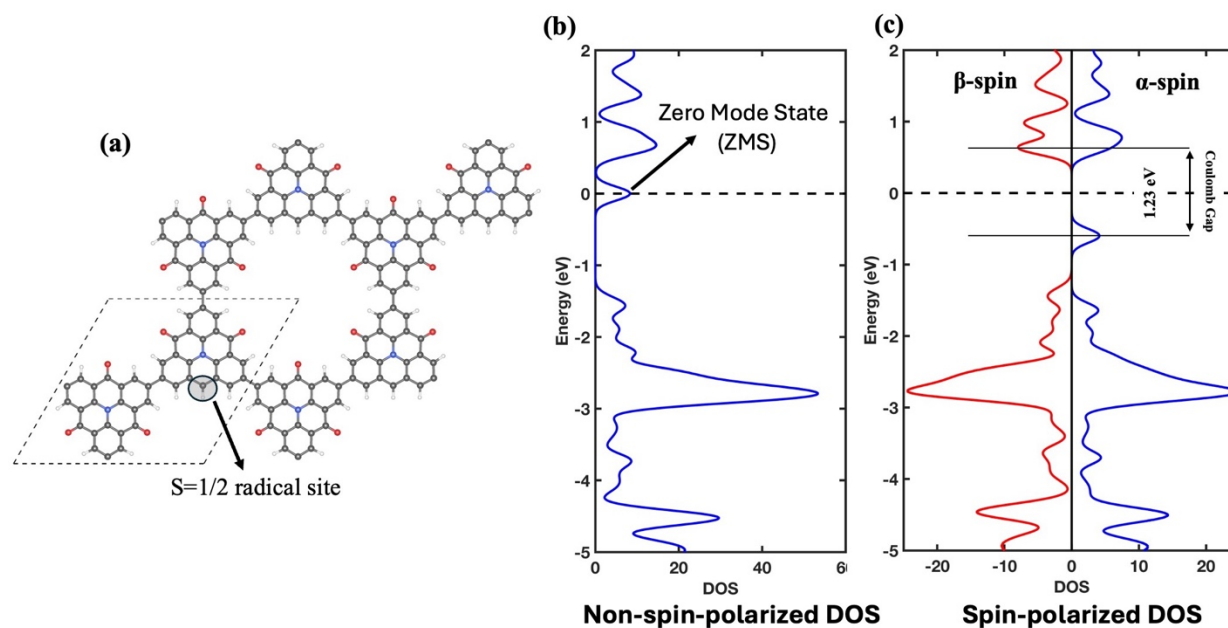 (a)
S=1/2 radical site
(b)
2
1
0
-1
-2
-3
-4
-5
Energy (eV)
Zero Mode State
(ZMS)
0
20
40
60
DOS
Non-spin-polarized DOS
(c)
2
1
0
-1
-2
-3
-4
-5
Energy (eV)
β-spin
α-spin
1.23 eV
Coulomb Gap
-20
-10
0
10
20
DOS
Spin-polarized DOS